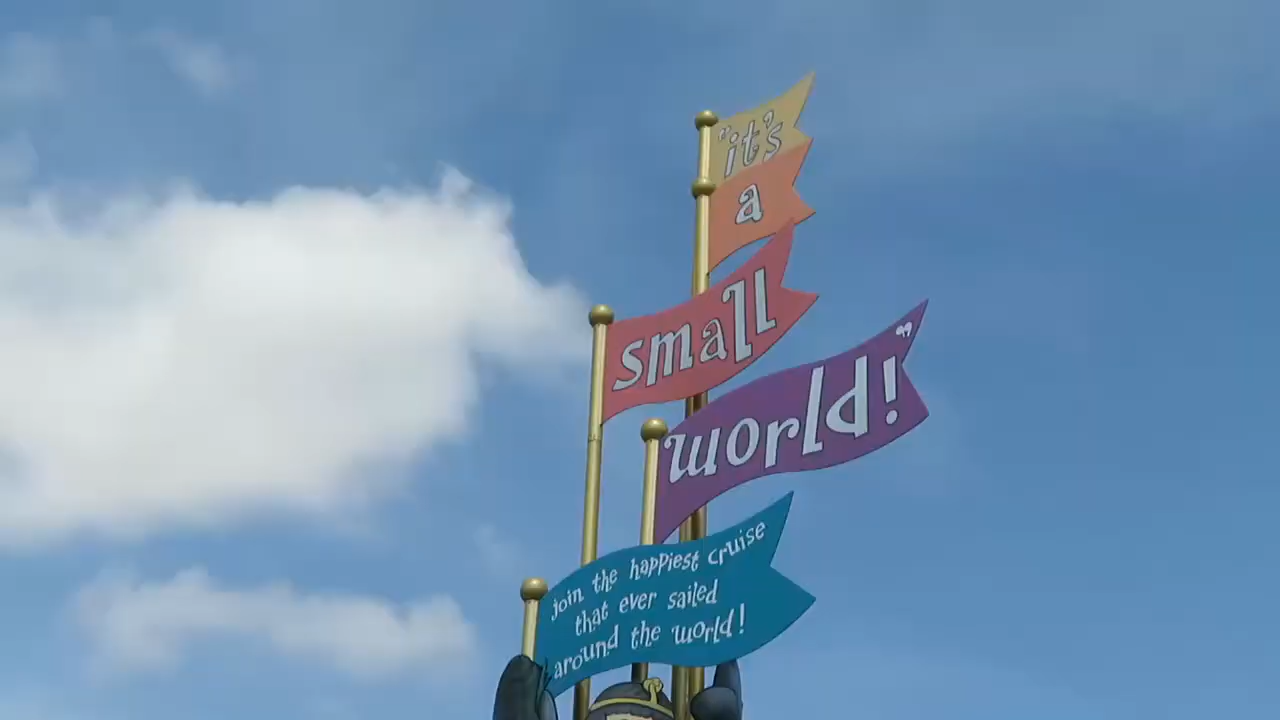 "it's
a
small
world!"
join the happiest cruise
that ever sailed
around the world!